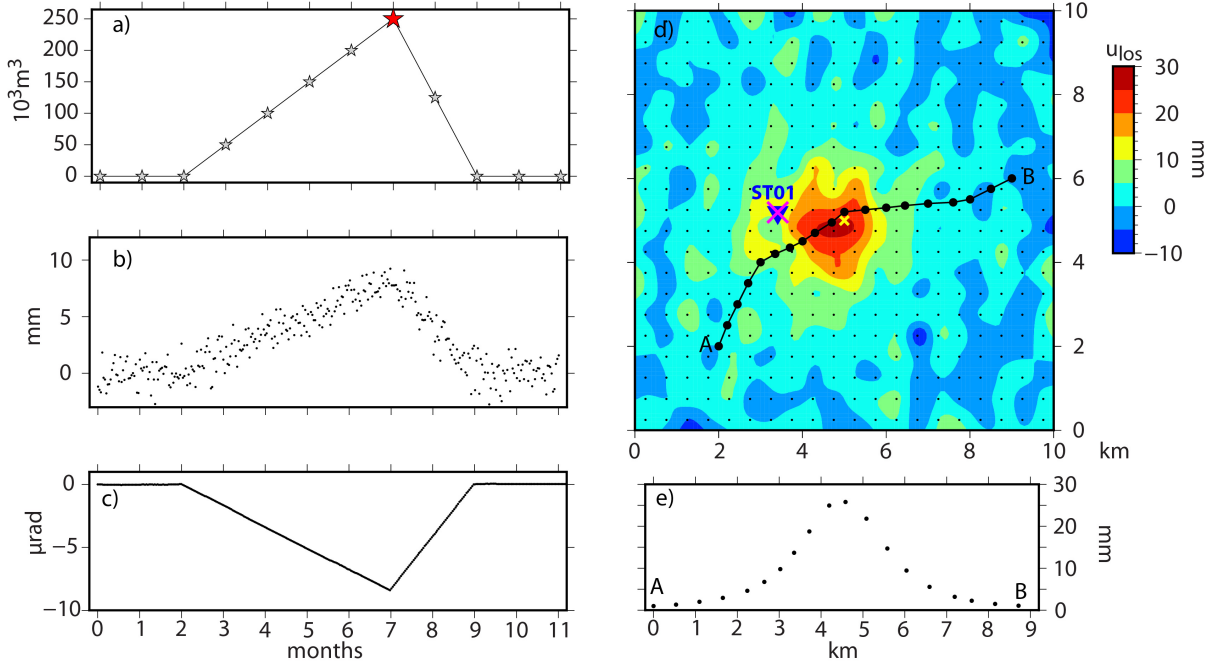 a)
250
200
150
100
50
0
10³m³
b)
10
5
0
mm
c)
0
−5
−10
µrad
0 1 2 3 4 5 6 7 8 9 10 11
months
d)
ST01
A
B
10
8
6
4
2
0
0 2 4 6 8 10
km
u_los
30
20
10
0
−10
mm
e)
A
B
30
20
10
0
mm
0 1 2 3 4 5 6 7 8 9
km